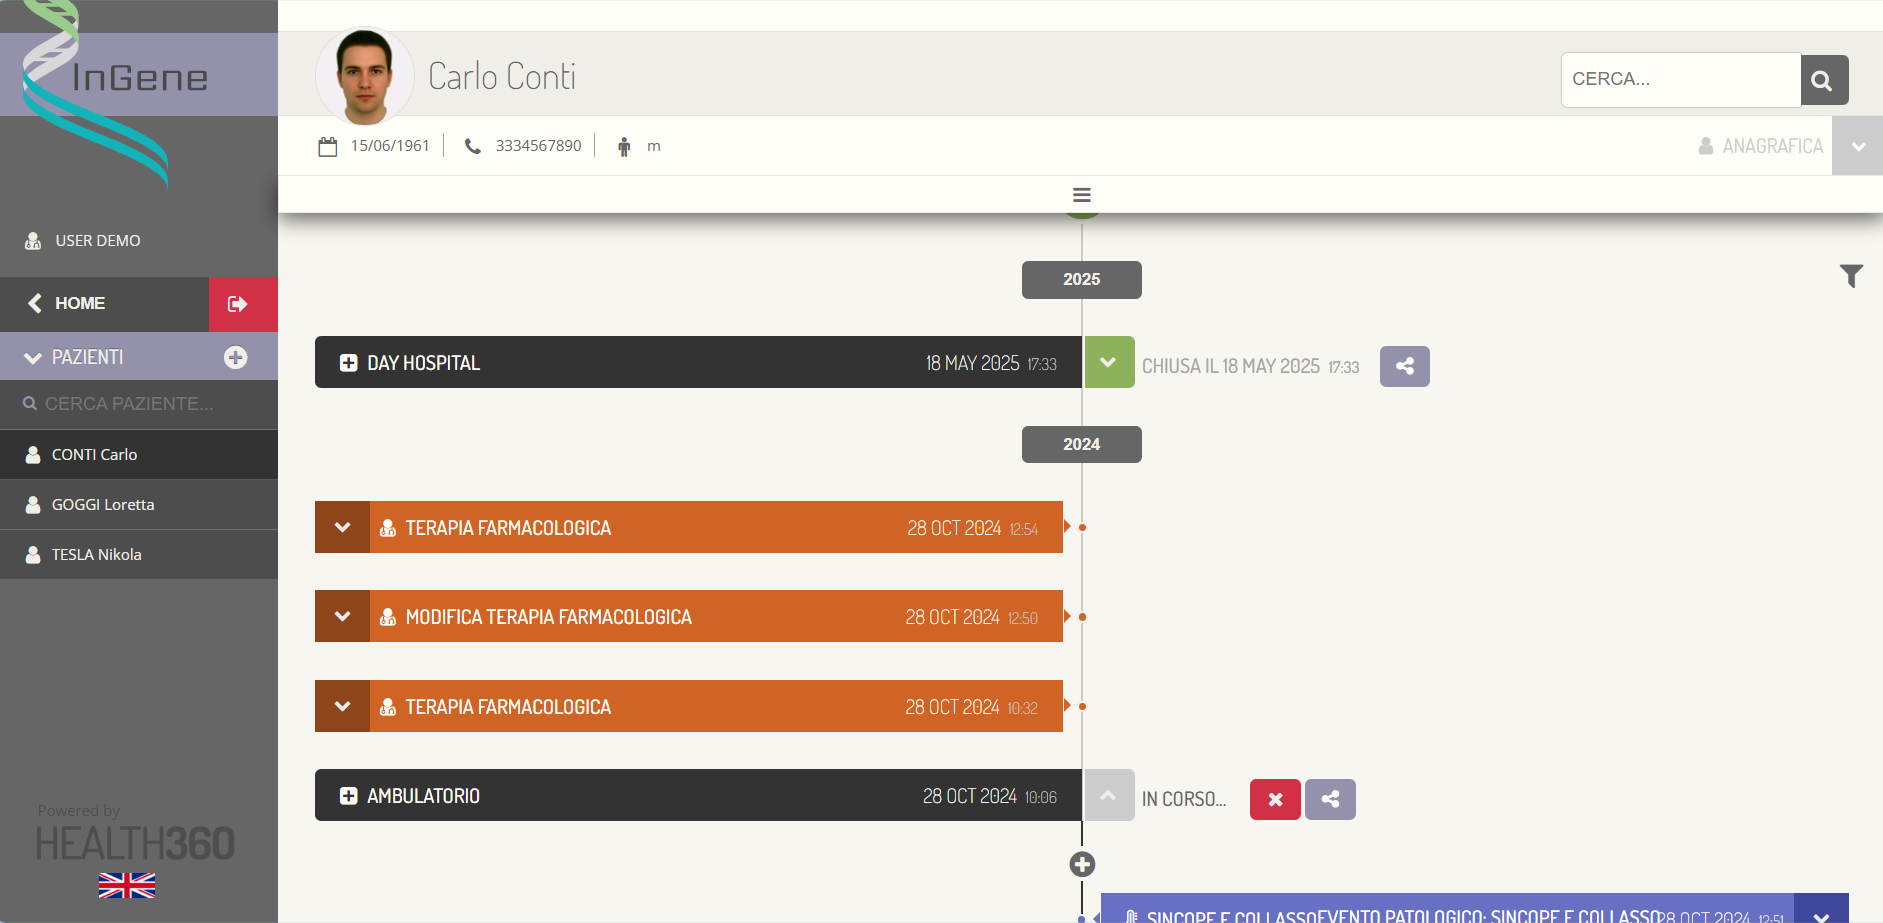 InGene
Carlo Conti
CERCA...
15/06/1961
3334567890
m
ANAGRAFICA
USER DEMO
HOME
PAZIENTI
CERCA PAZIENTE...
CONTI Carlo
GOGGI Loretta
TESLA Nikola
Powered by
HEALTH360
2025
DAY HOSPITAL 18 MAY 2025 17:33
CHIUSA IL 18 MAY 2025 17:33
2024
TERAPIA FARMACOLOGICA 28 OCT 2024 12:54
MODIFICA TERAPIA FARMACOLOGICA 28 OCT 2024 12:50
TERAPIA FARMACOLOGICA 28 OCT 2024 10:32
AMBULATORIO 28 OCT 2024 10:06
IN CORSO...
SINCOPE E COLLASSOEVENTO PATOLOGICO: SINCOPE E COLLASSO28 OCT 2024 12:51